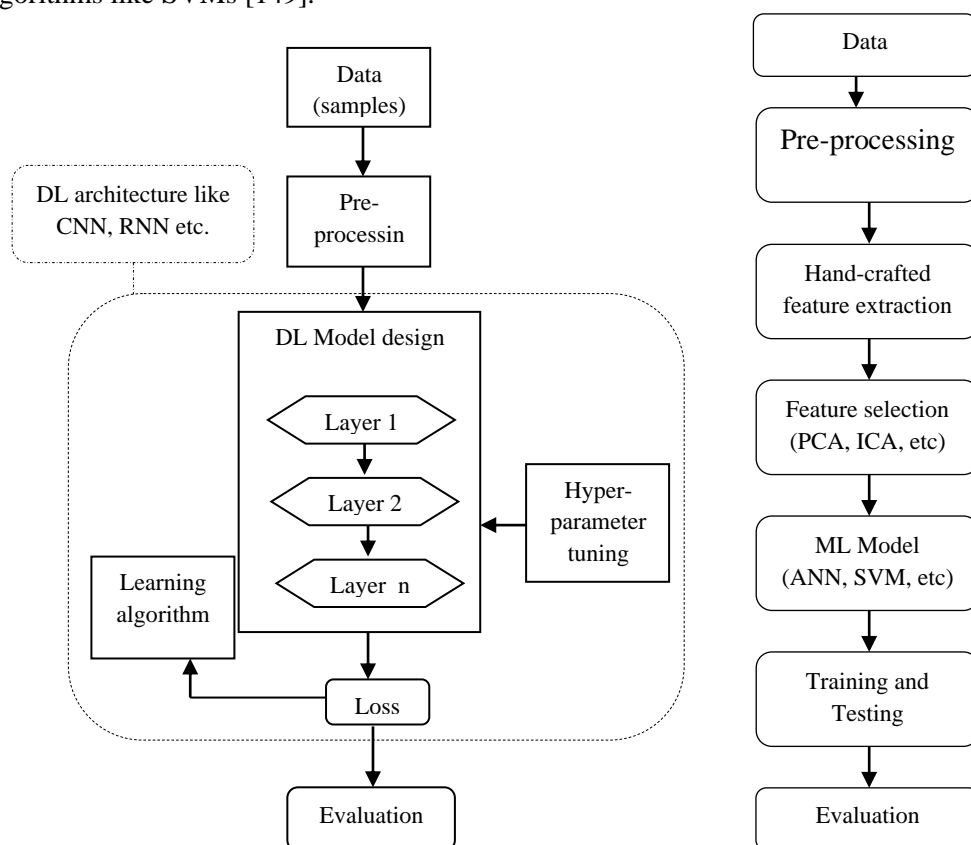 gorithms like SVMs [149].
Data
(samples)
Pre-
processin
DL architecture like
CNN, RNN etc.
DL Model design
Layer 1
Layer 2
Layer n
Hyper-
parameter
tuning
Learning
algorithm
Loss
Evaluation
Data
Pre-processing
Hand-crafted
feature extraction
Feature selection
(PCA, ICA, etc)
ML Model
(ANN, SVM, etc)
Training and
Testing
Evaluation